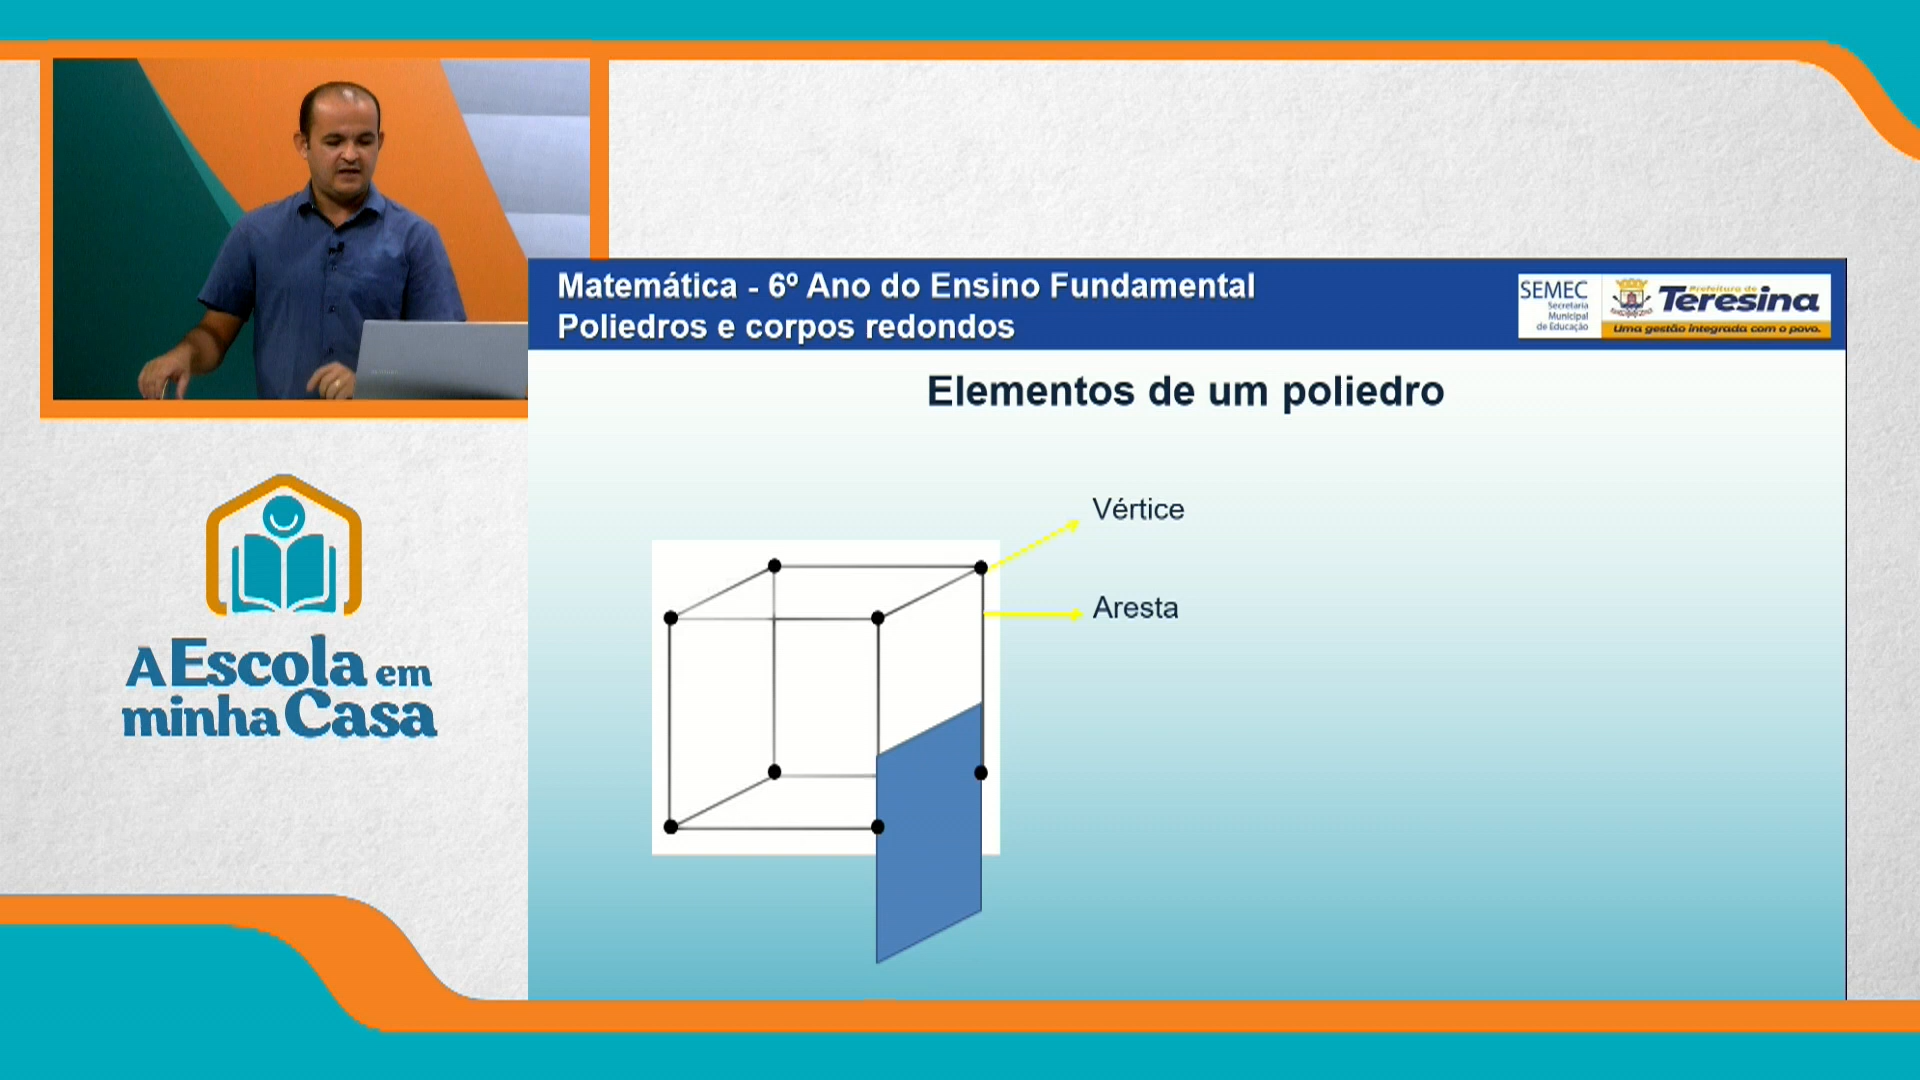 Matemática - 6º Ano do Ensino Fundamental
Poliedros e corpos redondos
SEMEC
Secretaria
Municipal
de Educação
Prefeitura de
Teresina
Uma gestão integrada com o povo.
Elementos de um poliedro
Vértice
Aresta
A Escola em
minha Casa